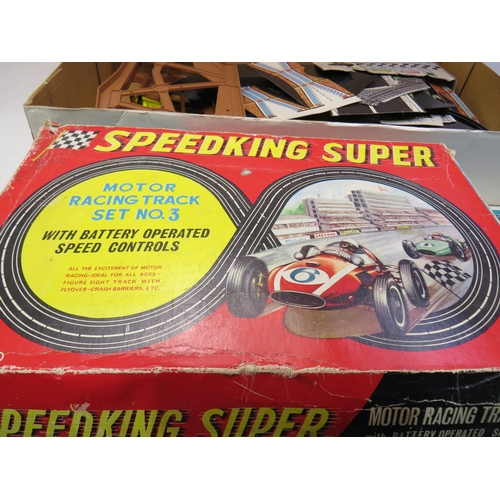 SPEEDKING SUPER
MOTOR
RACING TRACK
SET NO. 3
WITH BATTERY OPERATED
SPEED CONTROLS
ALL THE EXCITEMENT OF MOTOR
RACING-IDEAL FOR ALL AGES-
FIGURE EIGHT TRACK WITH
FLYOVER-CRASH BARRIERS, ETC.
6
PEEDKING SUPER
MOTOR RACING TRA
with BATTERY OPERATED S